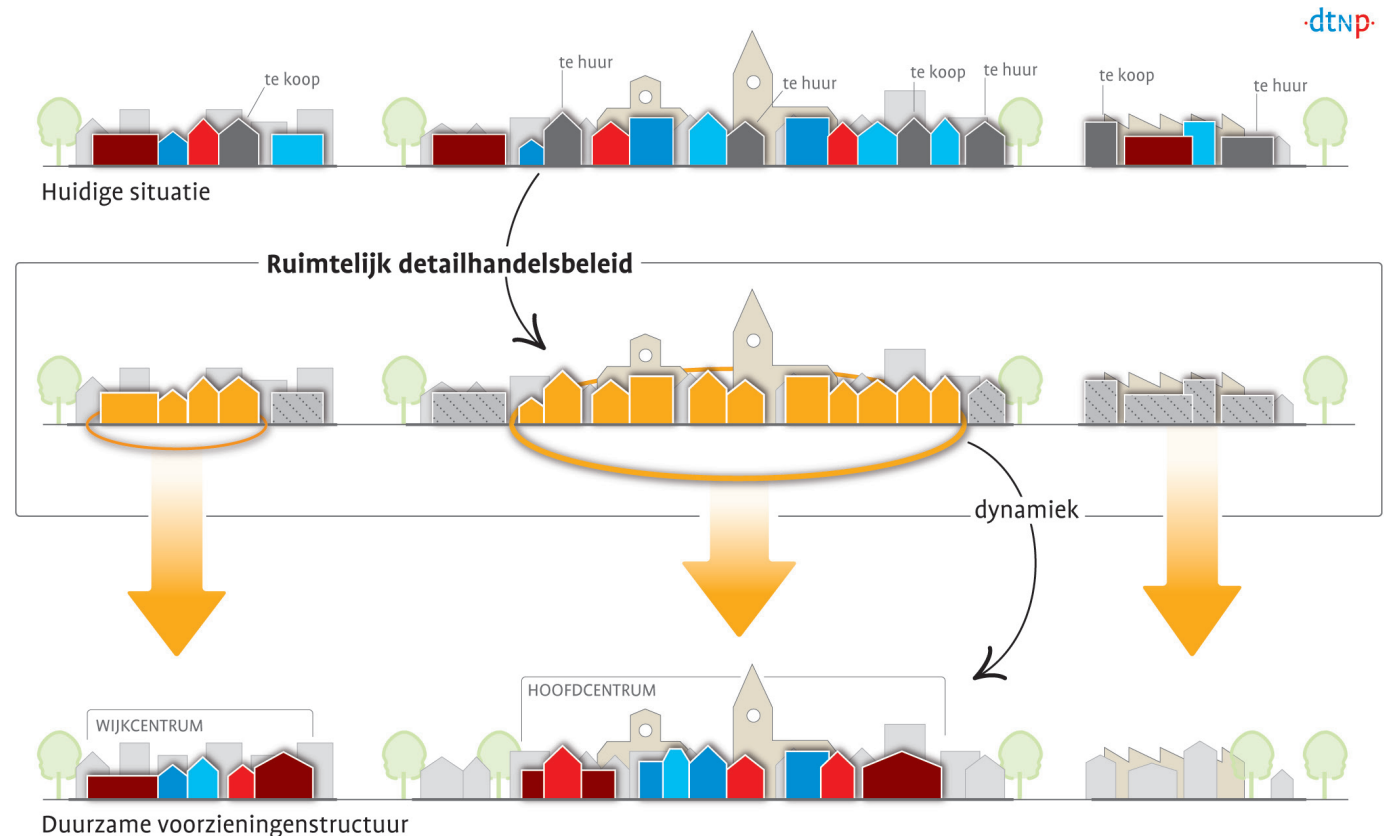 ·dtNp·
te koop
te huur
te huur
te koop
te huur
te koop
te huur
Huidige situatie
Ruimtelijk detailhandelsbeleid
dynamiek
WIJKCENTRUM
HOOFDCENTRUM
Duurzame voorzieningenstructuur